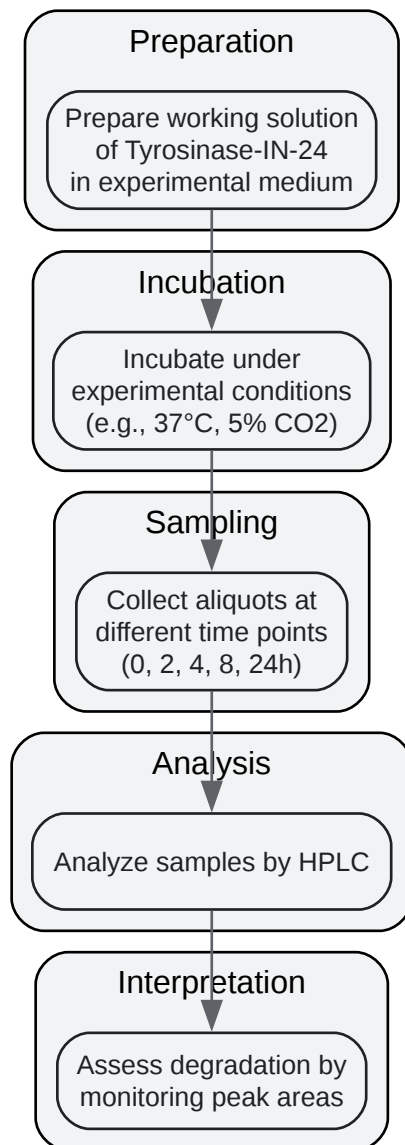 Preparation
Prepare working solution
of Tyrosinase-IN-24
in experimental medium
Incubation
Incubate under
experimental conditions
(e.g., 37°C, 5% CO2)
Sampling
Collect aliquots at
different time points
(0, 2, 4, 8, 24h)
Analysis
Analyze samples by HPLC
Interpretation
Assess degradation by
monitoring peak areas